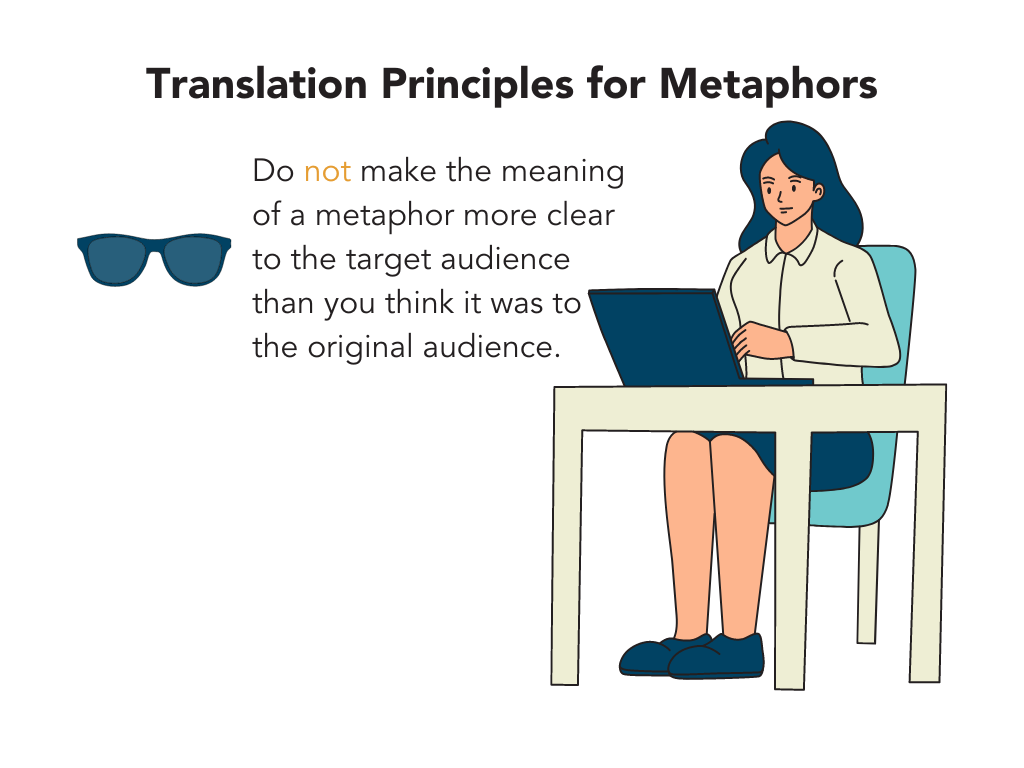 Translation Principles for Metaphors
Do not make the meaning
of a metaphor more clear
to the target audience
than you think it was to
the original audience.